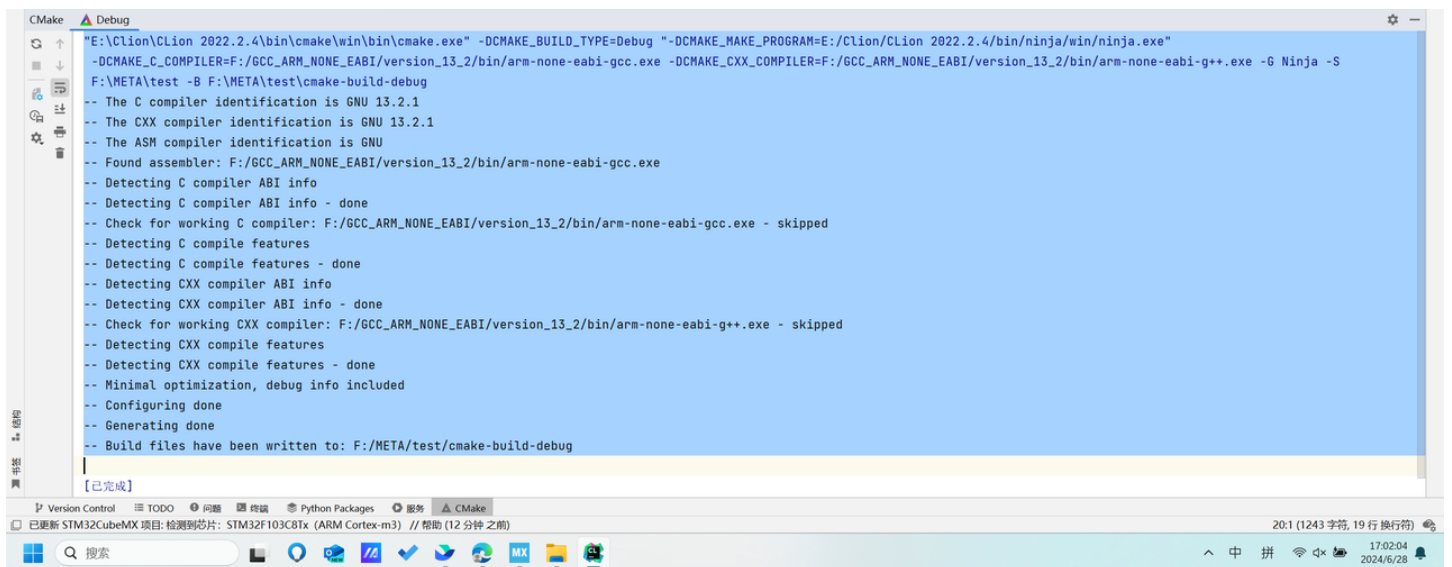 CMake Debug
"E:\Clion\CLion 2022.2.4\bin\cmake\win\bin\cmake.exe" -DCMAKE_BUILD_TYPE=Debug "-DCMAKE_MAKE_PROGRAM=E:/Clion/CLion 2022.2.4/bin/ninja/win/ninja.exe"
-DCMAKE_C_COMPILER=F:/GCC_ARM_NONE_EABI/version_13_2/bin/arm-none-eabi-gcc.exe -DCMAKE_CXX_COMPILER=F:/GCC_ARM_NONE_EABI/version_13_2/bin/arm-none-eabi-g++.exe -G Ninja -S
F:\META\test -B F:\META\test\cmake-build-debug
-- The C compiler identification is GNU 13.2.1
-- The CXX compiler identification is GNU 13.2.1
-- The ASM compiler identification is GNU
-- Found assembler: F:/GCC_ARM_NONE_EABI/version_13_2/bin/arm-none-eabi-gcc.exe
-- Detecting C compiler ABI info
-- Detecting C compiler ABI info - done
-- Check for working C compiler: F:/GCC_ARM_NONE_EABI/version_13_2/bin/arm-none-eabi-gcc.exe - skipped
-- Detecting C compile features
-- Detecting C compile features - done
-- Detecting CXX compiler ABI info
-- Detecting CXX compiler ABI info - done
-- Check for working CXX compiler: F:/GCC_ARM_NONE_EABI/version_13_2/bin/arm-none-eabi-g++.exe - skipped
-- Detecting CXX compile features
-- Detecting CXX compile features - done
-- Minimal optimization, debug info included
-- Configuring done
-- Generating done
-- Build files have been written to: F:/META/test/cmake-build-debug
[已完成]
结构
书签
Version Control TODO 问题 终端 Python Packages 服务 CMake
已更新 STM32CubeMX 项目: 检测到芯片: STM32F103C8Tx (ARM Cortex-m3) // 帮助 (12 分钟 之前) 20:1 (1243 字符, 19 行 换行符)
搜索 MX CL 中 拼 17:02:04
2024/6/28